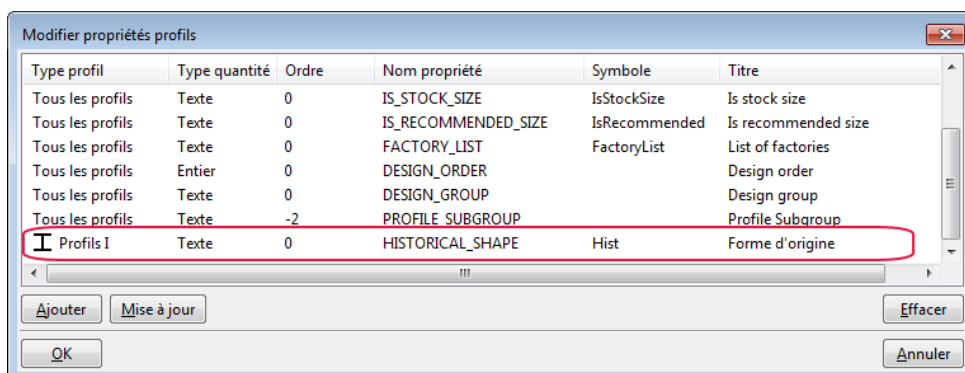 Modifier propriétés profils
Type profil Type quantité Ordre Nom propriété Symbole Titre
Tous les profils Texte 0 IS_STOCK_SIZE IsStockSize Is stock size
Tous les profils Texte 0 IS_RECOMMENDED_SIZE IsRecommended Is recommended size
Tous les profils Texte 0 FACTORY_LIST FactoryList List of factories
Tous les profils Entier 0 DESIGN_ORDER Design order
Tous les profils Texte 0 DESIGN_GROUP Design group
Tous les profils Texte -2 PROFILE_SUBGROUP Profile Subgroup
Profils I Texte 0 HISTORICAL_SHAPE Hist Forme d'origine
Ajouter Mise à jour Effacer
OK Annuler